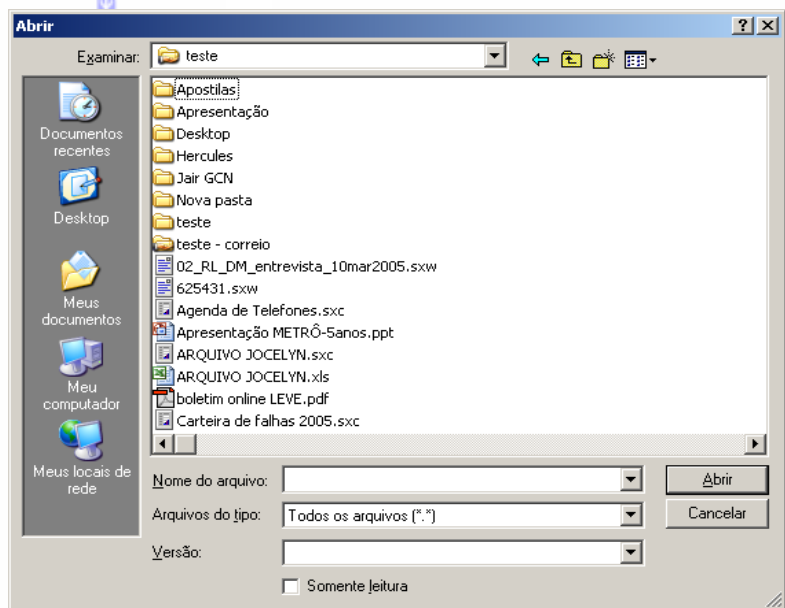 Abrir
Examinar: teste
Documentos recentes
Desktop
Meus documentos
Meu computador
Meus locais de rede
Apostilas
Apresentação
Desktop
Hercules
Jair GCN
Nova pasta
teste
teste - correio
02_RL_DM_entrevista_10mar2005.sxw
625431.sxw
Agenda de Telefones.sxc
Apresentação METRÔ-5anos.ppt
ARQUIVO JOCELYN.sxc
ARQUIVO JOCELYN.xls
boletim online LEVE.pdf
Carteira de falhas 2005.sxc
Nome do arquivo:
Abrir
Arquivos do tipo: Todos os arquivos (*.*)
Cancelar
Versão:
Somente leitura